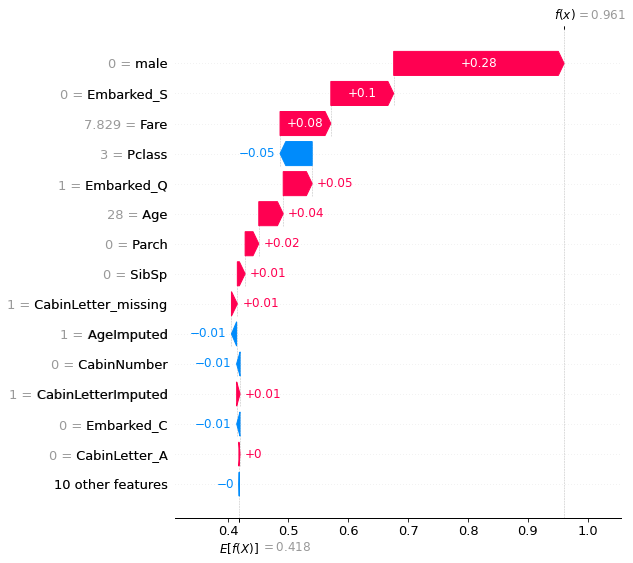 f(x) = 0.961
0 = male
+0.28
0 = Embarked_S
+0.1
7.829 = Fare
+0.08
3 = Pclass
−0.05
1 = Embarked_Q
+0.05
28 = Age
+0.04
0 = Parch
+0.02
0 = SibSp
+0.01
1 = CabinLetter_missing
+0.01
1 = AgeImputed
−0.01
0 = CabinNumber
−0.01
1 = CabinLetterImputed
+0.01
0 = Embarked_C
−0.01
0 = CabinLetter_A
+0
10 other features
−0
0.4 0.5 0.6 0.7 0.8 0.9 1.0
E[f(X)] = 0.418